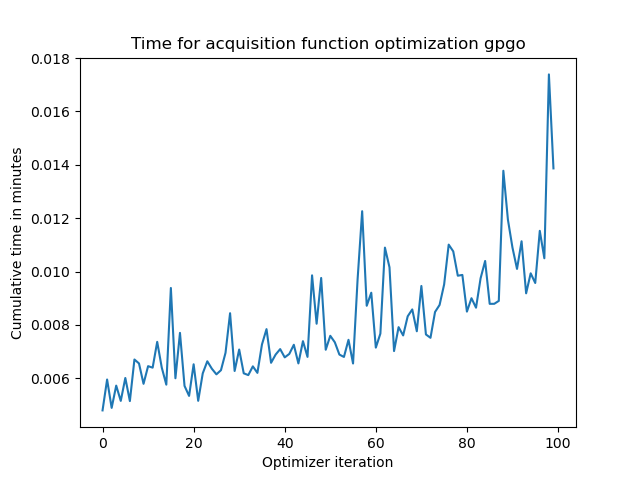 Time for acquisition function optimization gpgo
0.018
0.016
0.014
0.012
0.010
0.008
0.006
Cumulative time in minutes
0 20 40 60 80 100
Optimizer iteration